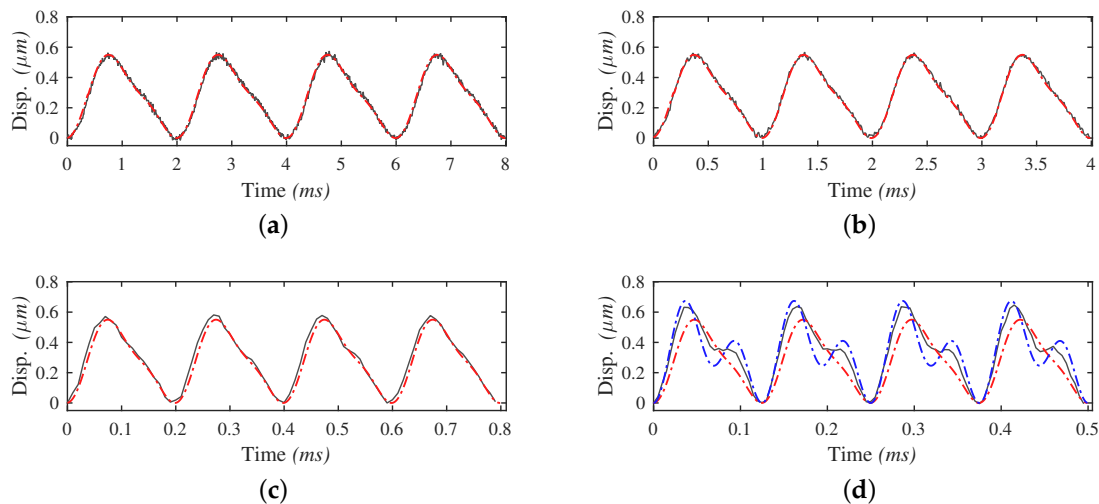 0.8
0.6
0.4
0.2
0
Disp. (μm)
0 1 2 3 4 5 6 7 8
Time (ms)
(a)
0.8
0.6
0.4
0.2
0
Disp. (μm)
0 0.5 1 1.5 2 2.5 3 3.5 4
Time (ms)
(b)
0.8
0.6
0.4
0.2
0
Disp. (μm)
0 0.1 0.2 0.3 0.4 0.5 0.6 0.7 0.8
Time (ms)
(c)
0.8
0.6
0.4
0.2
0
Disp. (μm)
0 0.1 0.2 0.3 0.4 0.5
Time (ms)
(d)